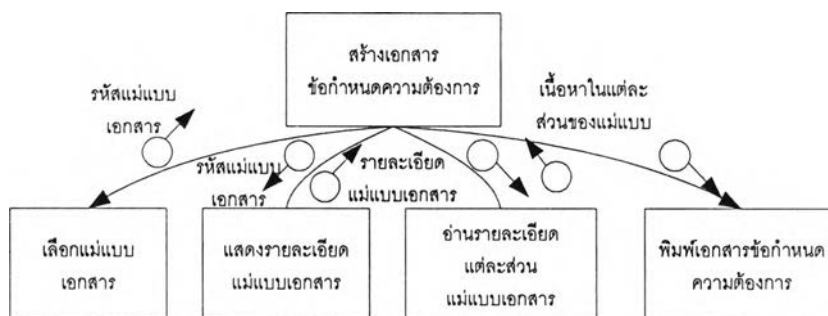 สร้างเอกสาร
ข้อกำหนดความต้องการ
รหัสแม่แบบ
เอกสาร
เนื้อหาในแต่ละ
ส่วนของแม่แบบ
รหัสแม่แบบ
เอกสาร
รายละเอียด
แม่แบบเอกสาร
เลือกแม่แบบ
เอกสาร
แสดงรายละเอียด
แม่แบบเอกสาร
อ่านรายละเอียด
แต่ละส่วน
แม่แบบเอกสาร
พิมพ์เอกสารข้อกำหนด
ความต้องการ